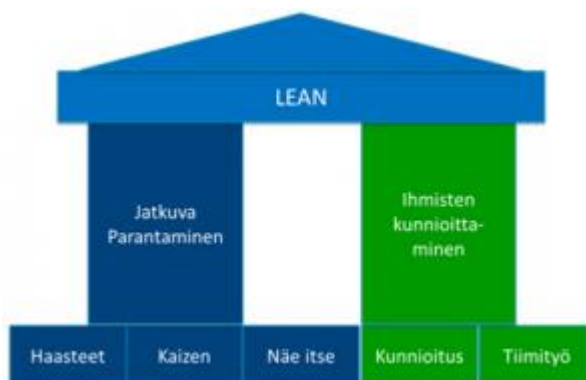 LEAN
Jatkuva
Parantaminen
Ihmisten
kunnioitta-
minen
Haasteet
Kaizen
Näe itse
Kunnioitus
Tiimityö